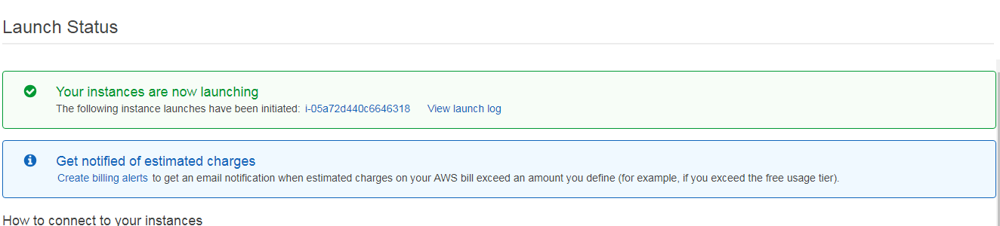 Launch Status
Your instances are now launching
The following instance launches have been initiated: i-05a72d440c6646318 View launch log
Get notified of estimated charges
Create billing alerts to get an email notification when estimated charges on your AWS bill exceed an amount you define (for example, if you exceed the free usage tier).
How to connect to your instances